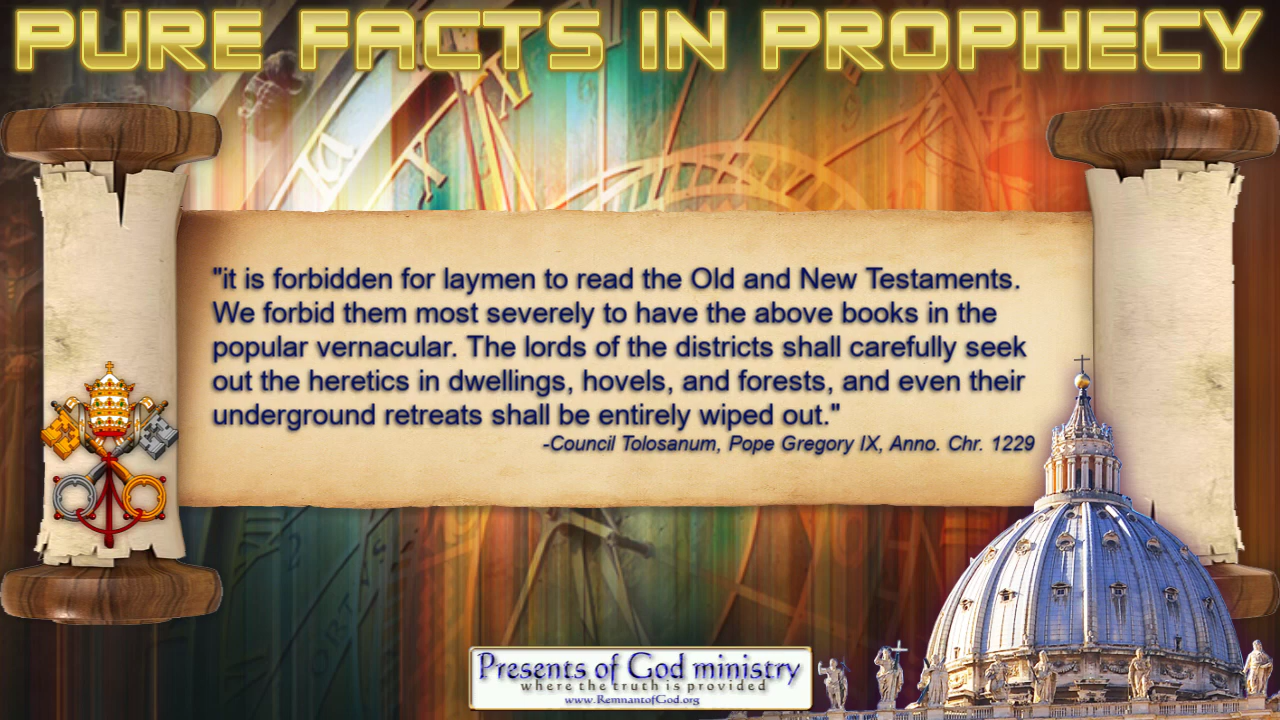 PURE FACTS IN PROPHECY
"it is forbidden for laymen to read the Old and New Testaments.
We forbid them most severely to have the above books in the
popular vernacular. The lords of the districts shall carefully seek
out the heretics in dwellings, hovels, and forests, and even their
underground retreats shall be entirely wiped out."
-Council Tolosanum, Pope Gregory IX, Anno. Chr. 1229
Presents of God ministry
where the truth is provided
www.RemnantofGod.org